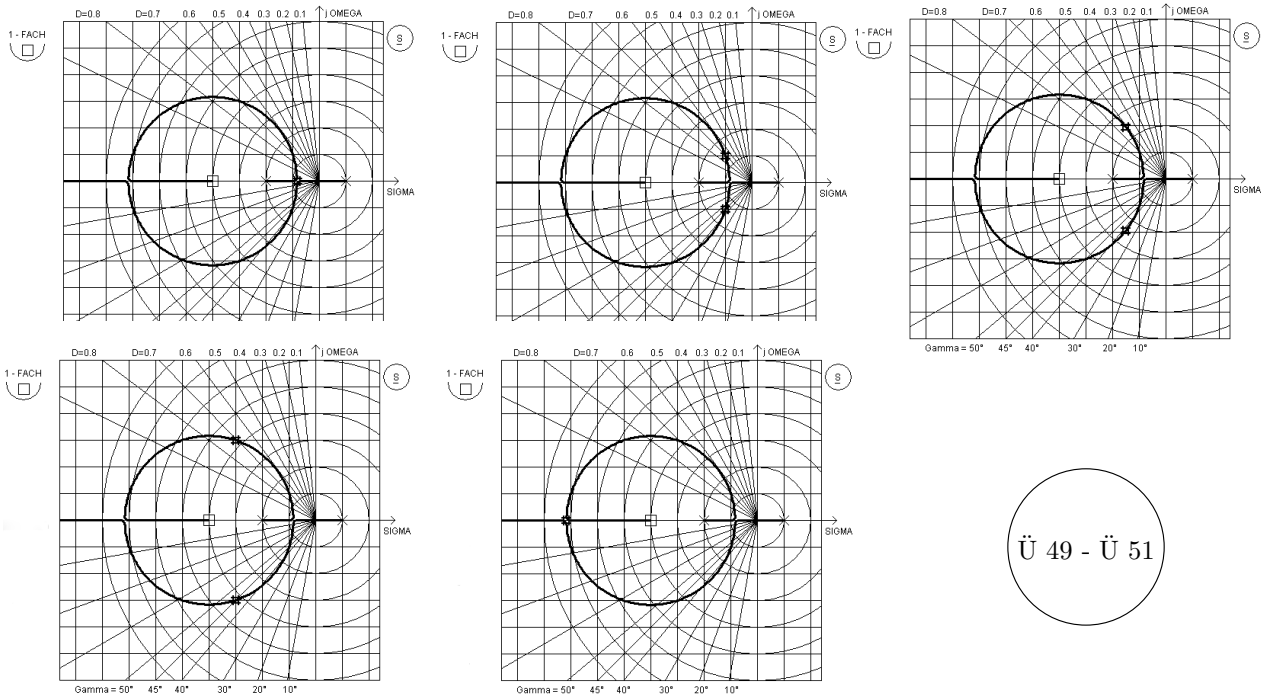 D=0.8 D=0.7 0.6 0.5 0.4 0.3 0.2 0.1 j OMEGA
1 - FACH
S
SIGMA
D=0.8 D=0.7 0.6 0.5 0.4 0.3 0.2 0.1 j OMEGA
1 - FACH
S
SIGMA
D=0.8 D=0.7 0.6 0.5 0.4 0.3 0.2 0.1 j OMEGA
1 - FACH
S
SIGMA
Gamma = 50° 45° 40° 30° 20° 10°
D=0.8 D=0.7 0.6 0.5 0.4 0.3 0.2 0.1 j OMEGA
1 - FACH
S
SIGMA
Gamma = 50° 45° 40° 30° 20° 10°
D=0.8 D=0.7 0.6 0.5 0.4 0.3 0.2 0.1 j OMEGA
1 - FACH
S
SIGMA
Gamma = 50° 45° 40° 30° 20° 10°
Ü 49 - Ü 51